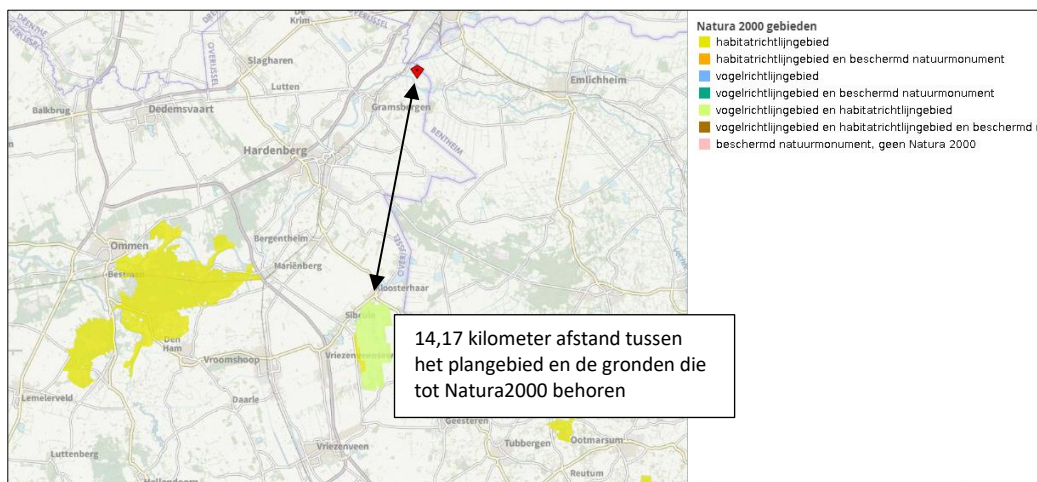 Natura 2000 gebieden
habitatrichtlijngebied
habitatrichtlijngebied en beschermd natuurmonument
vogelrichtlijngebied
vogelrichtlijngebied en beschermd natuurmonument
vogelrichtlijngebied en habitatrichtlijngebied
vogelrichtlijngebied en habitatrichtlijngebied en beschermd
beschermd natuurmonument, geen Natura 2000
De
Krim
OVERIJSSEL
Slagharen
Lutten
Balkbrug
Dedemsvaart
Gramsbergen
Emlichheim
BENTHEIM
Hardenberg
Ommen
Bergentheim
Mariënberg
Kloosterhaar
Sibculo
Den
Ham
Vroomshoop
Lemelerveld
Daarle
14,17 kilometer afstand tussen
het plangebied en de gronden die
tot Natura2000 behoren
Geesteren
Tubbergen
Ootmarsum
Vriezenveen
Luttenberg
Reutum